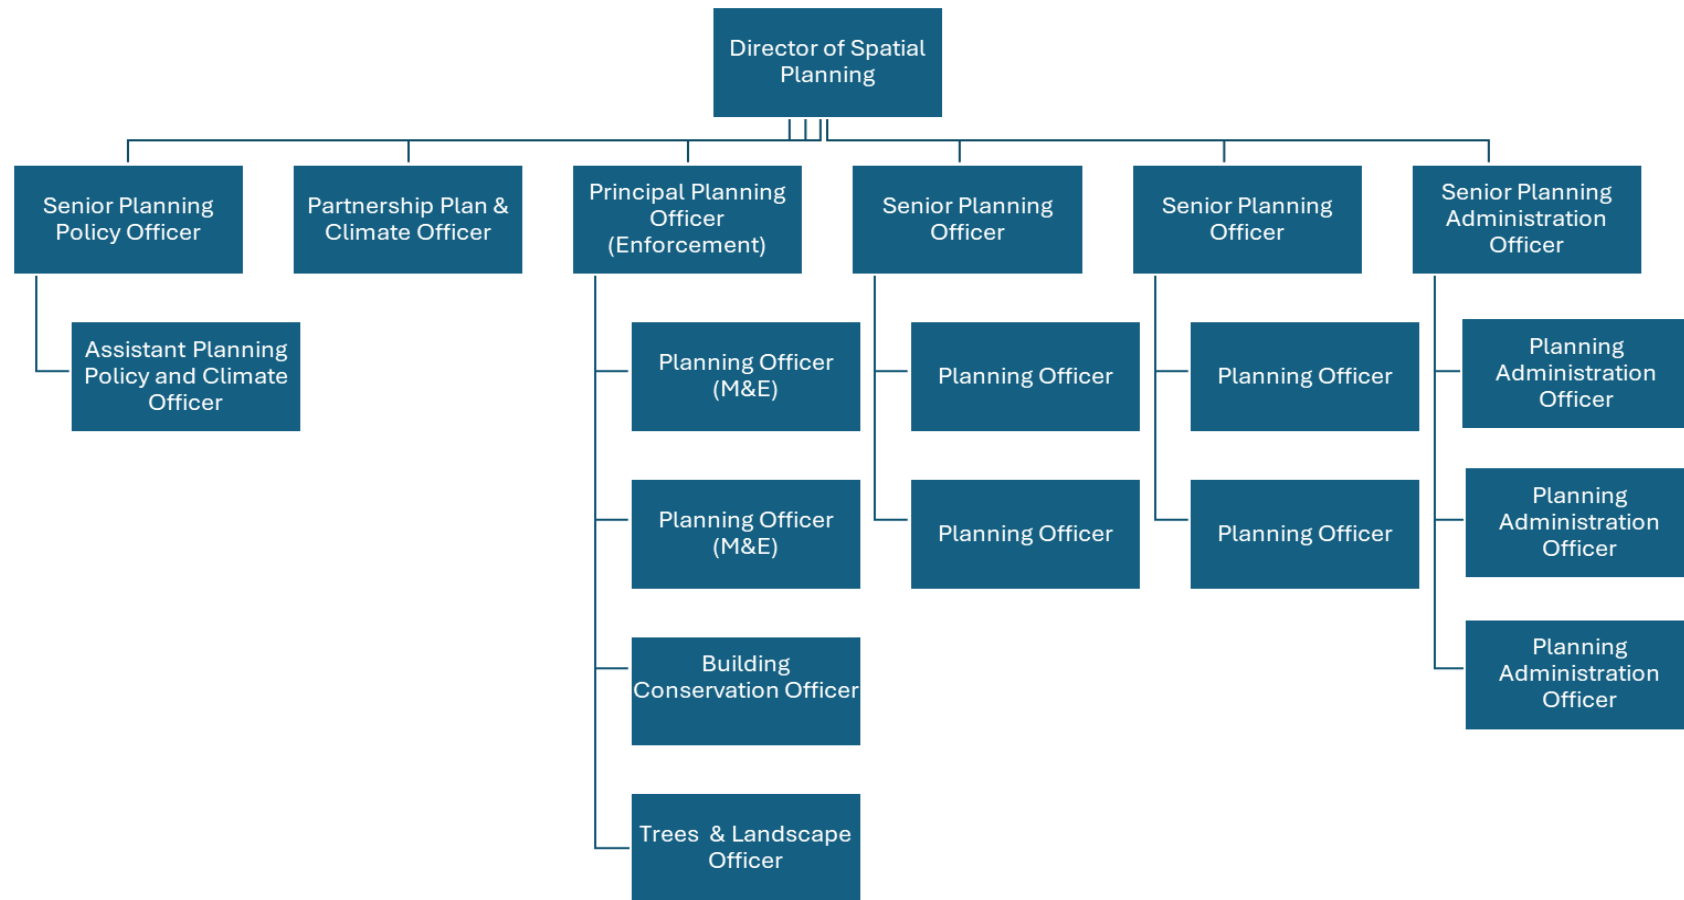 Director of Spatial
Planning
Senior Planning
Policy Officer
Partnership Plan &
Climate Officer
Principal Planning
Officer
(Enforcement)
Senior Planning
Officer
Senior Planning
Officer
Senior Planning
Administration
Officer
Assistant Planning
Policy and Climate
Officer
Planning Officer
(M&E)
Planning Officer
Planning Officer
Planning
Administration
Officer
Planning Officer
(M&E)
Planning Officer
Planning Officer
Planning
Administration
Officer
Building
Conservation Officer
Planning
Administration
Officer
Trees & Landscape
Officer